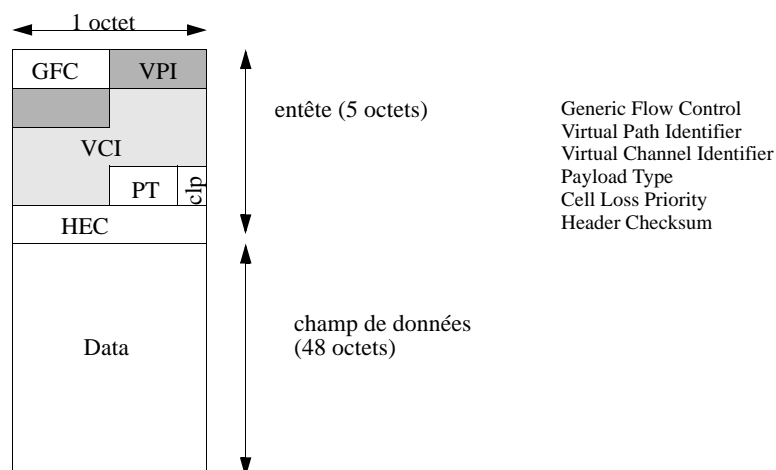 1 octet
GFC
VPI
entête (5 octets)
VCI
PT
clp
HEC
Generic Flow Control
Virtual Path Identifier
Virtual Channel Identifier
Payload Type
Cell Loss Priority
Header Checksum
Data
champ de données
(48 octets)